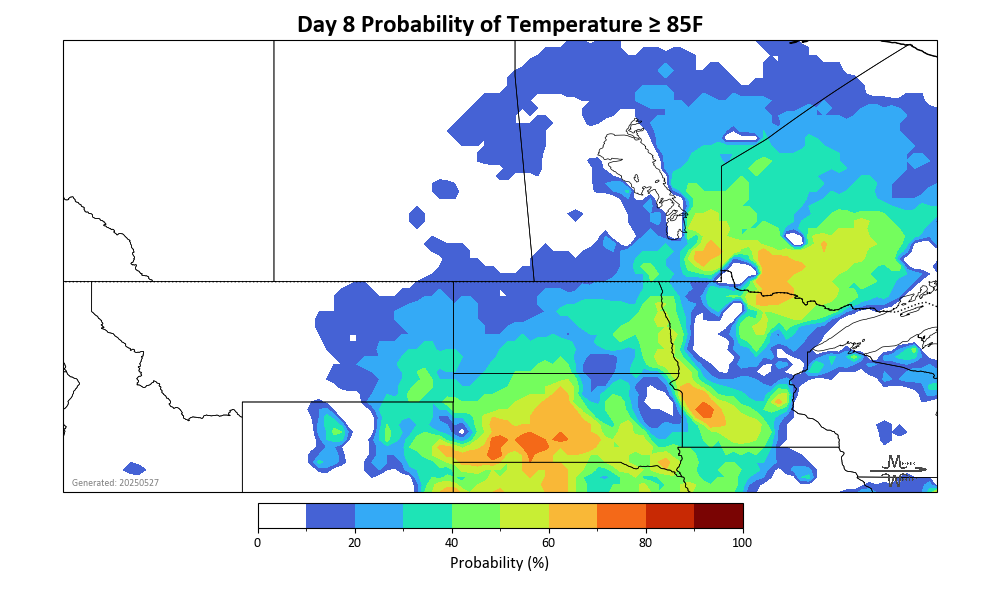 Day 8 Probability of Temperature ≥ 85F
Generated: 20250527
0 20 40 60 80 100
Probability (%)